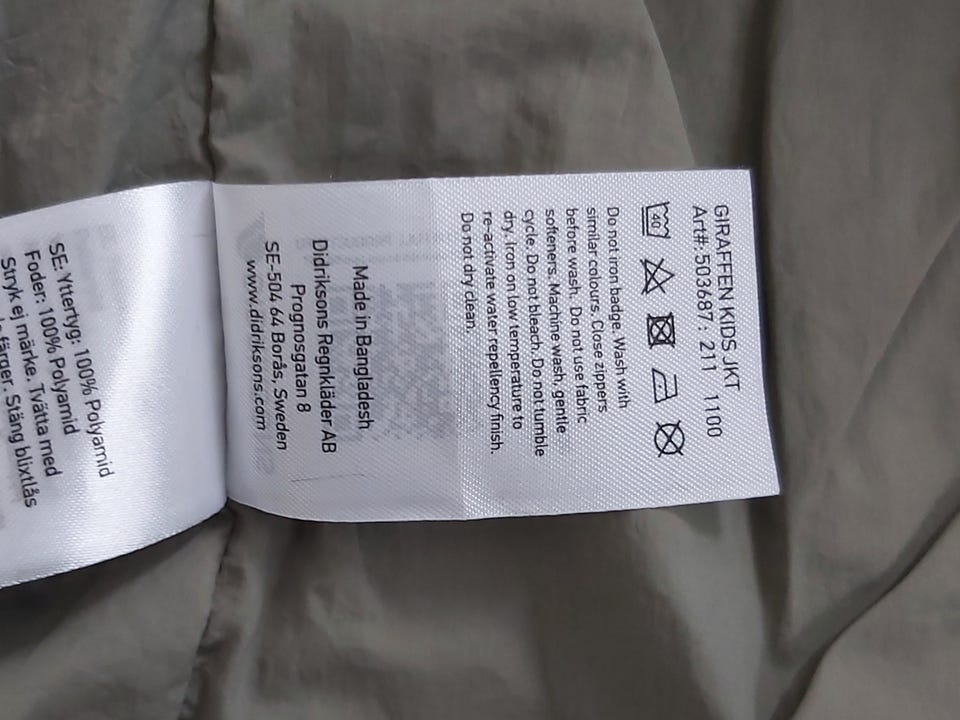 GIRAFFEN KIDS JKT
Art#: 503687: 211 1100
40
Do not iron badge. Wash with
similar colours. Close zippers
before wash. Do not use fabric
softeners. Machine wash, gentle
cycle. Do not bleach. Do not tumble
dry. Iron on low temperature to
re-activate water repellency finish.
Do not dry clean.
Made in Bangladesh
Didriksons Regnkläder AB
Prognosgatan 8
SE-504 64 Borås, Sweden
www.didriksons.com
SE: Yttertyg: 100% Polyamid
Foder: 100% Polyamid
Stryk ej märke. Tvätta med
färger. Stäng blixtlås